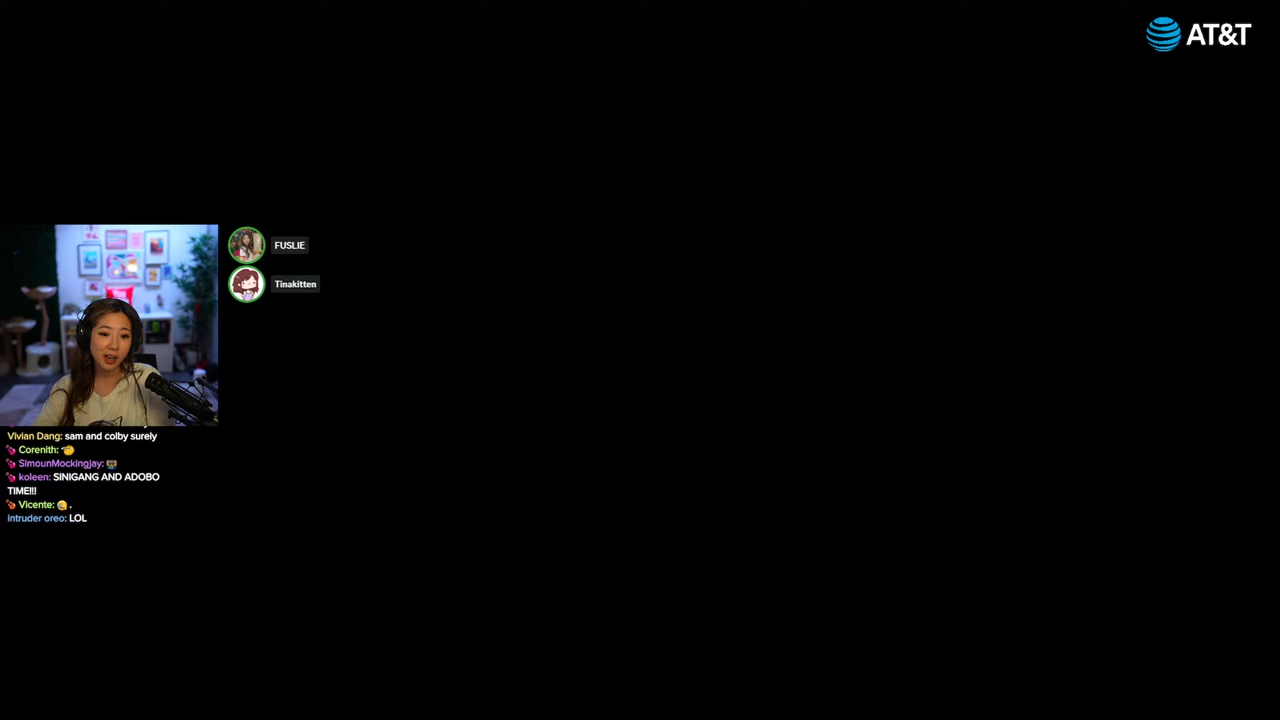 AT&T
FUSLIE
Tinakitten
Vivian Dang: sam and colby surely
Corenith:
SimounMockingjay:
koleen: SINIGANG AND ADOBO
TIME!!!
Vicente: .
intruder oreo: LOL